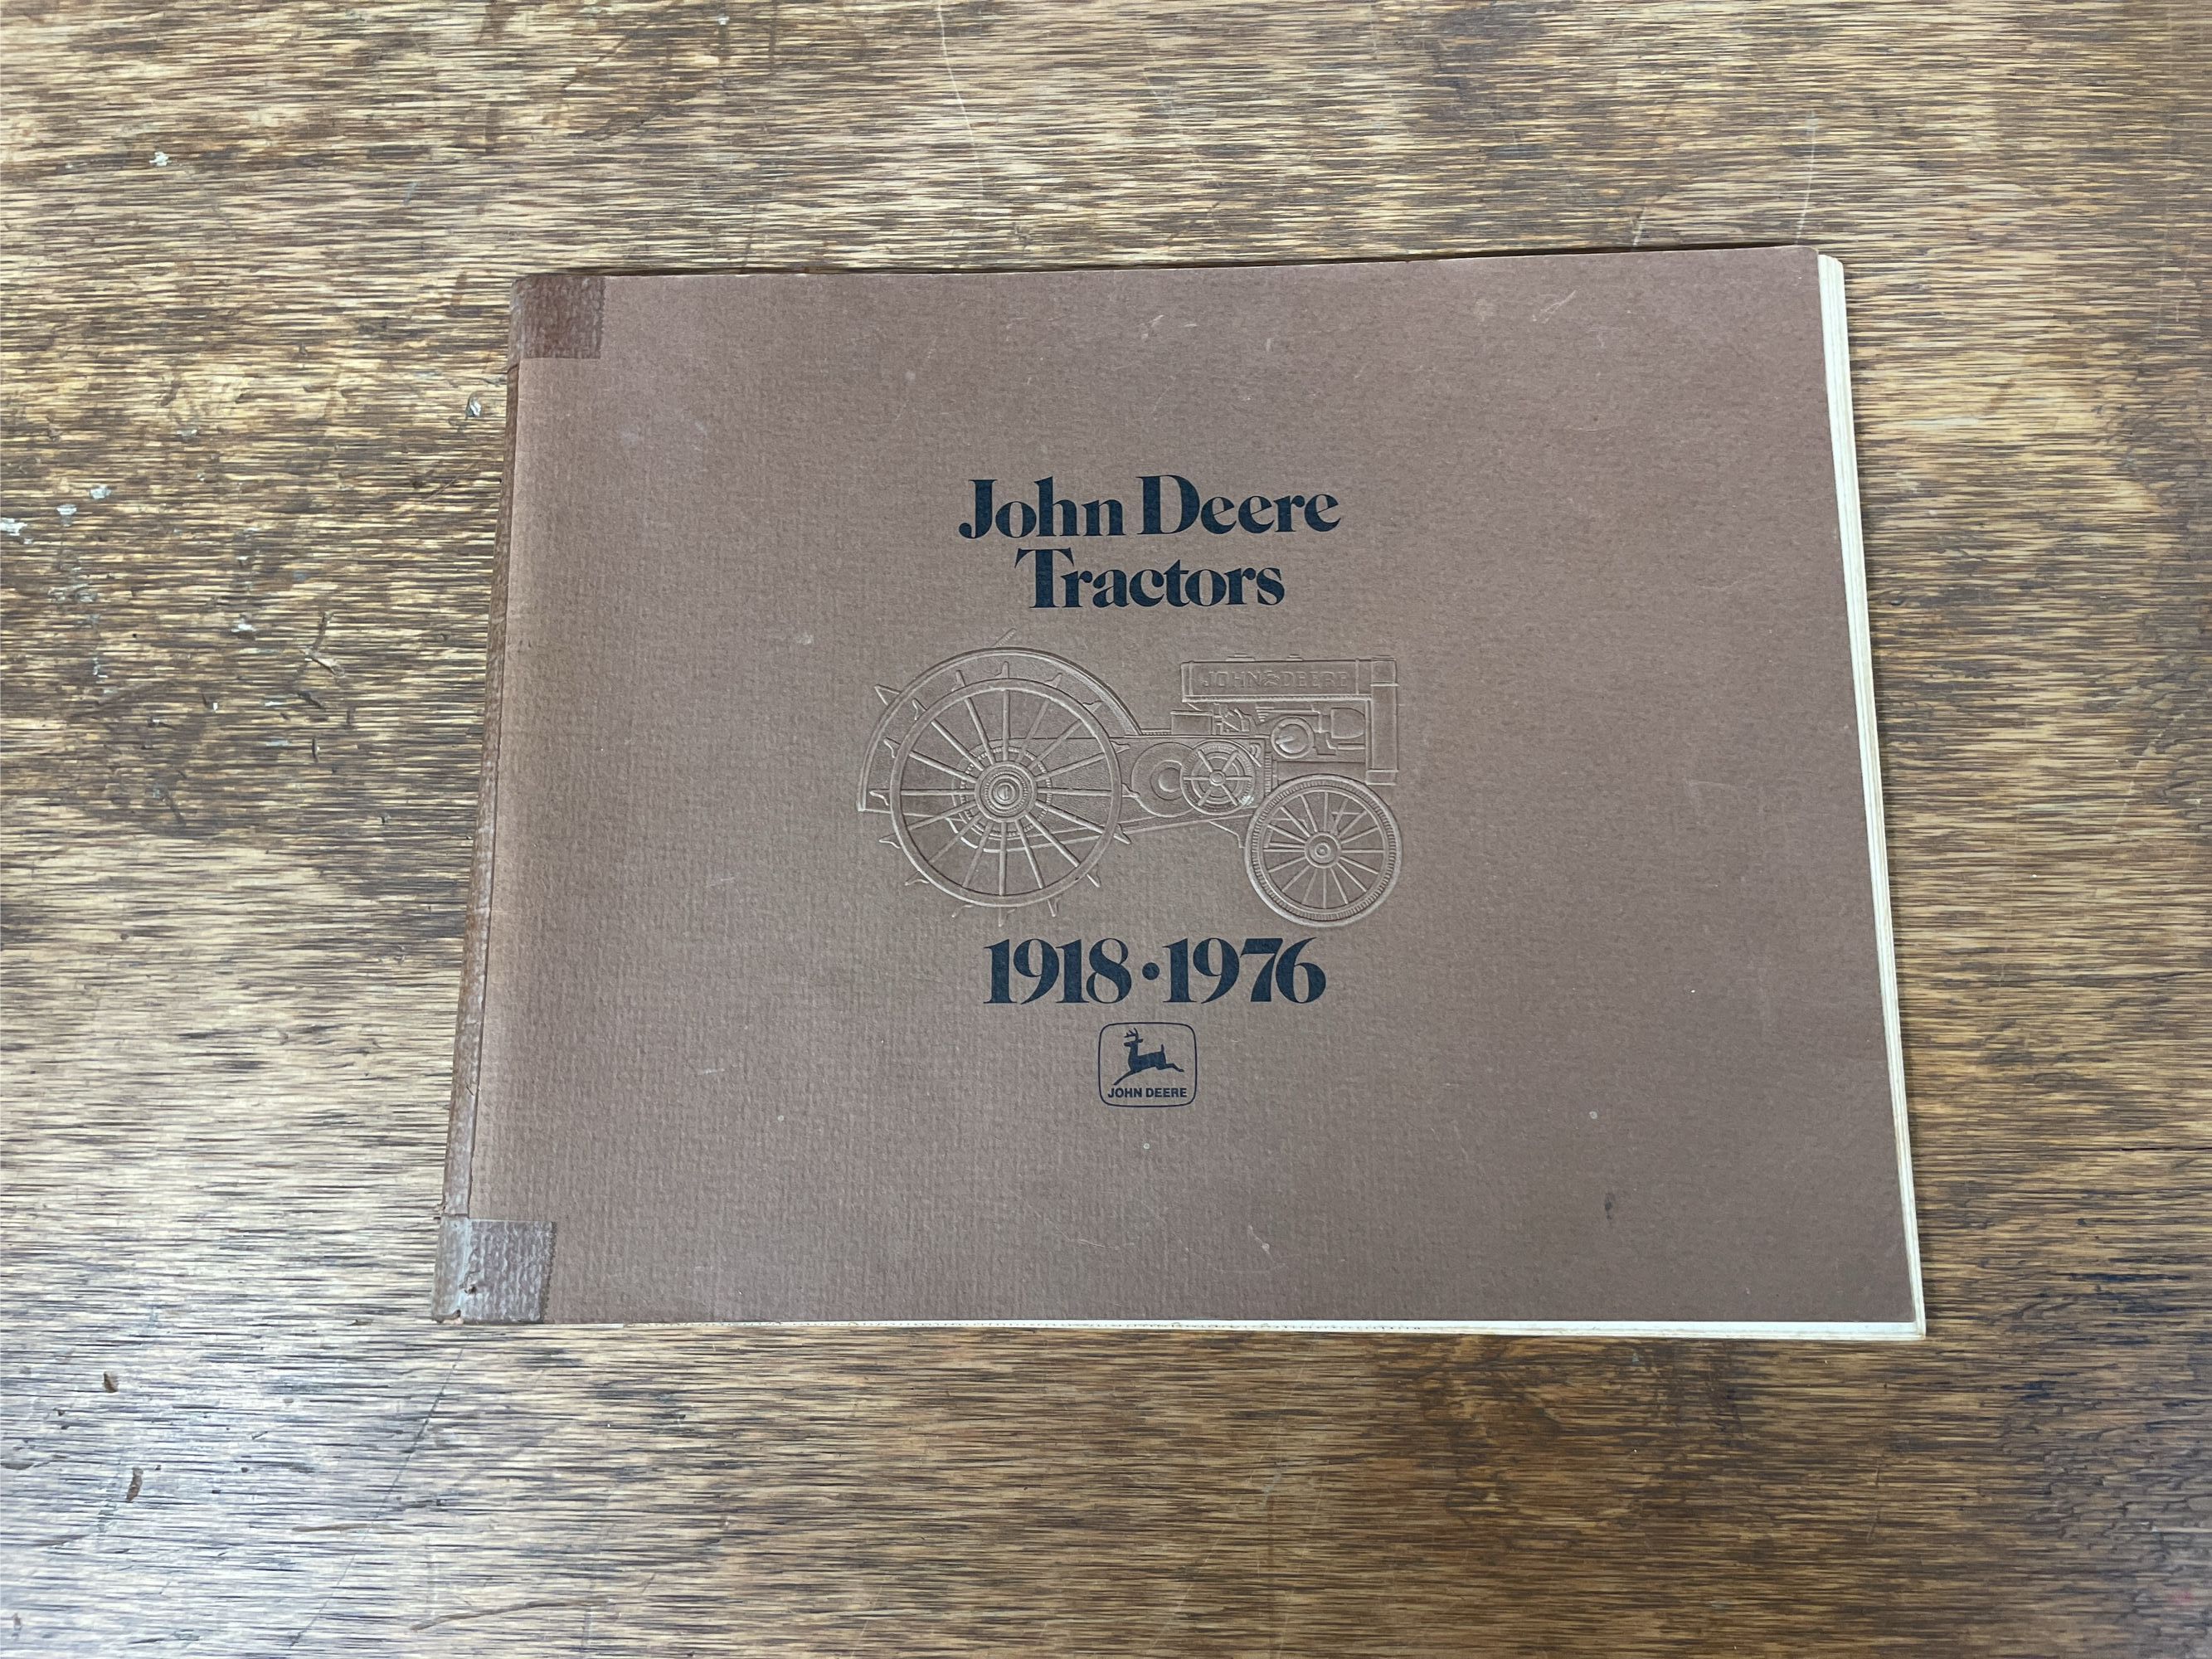 John Deere
Tractors
JOHN DEERE
1918·1976
JOHN DEERE